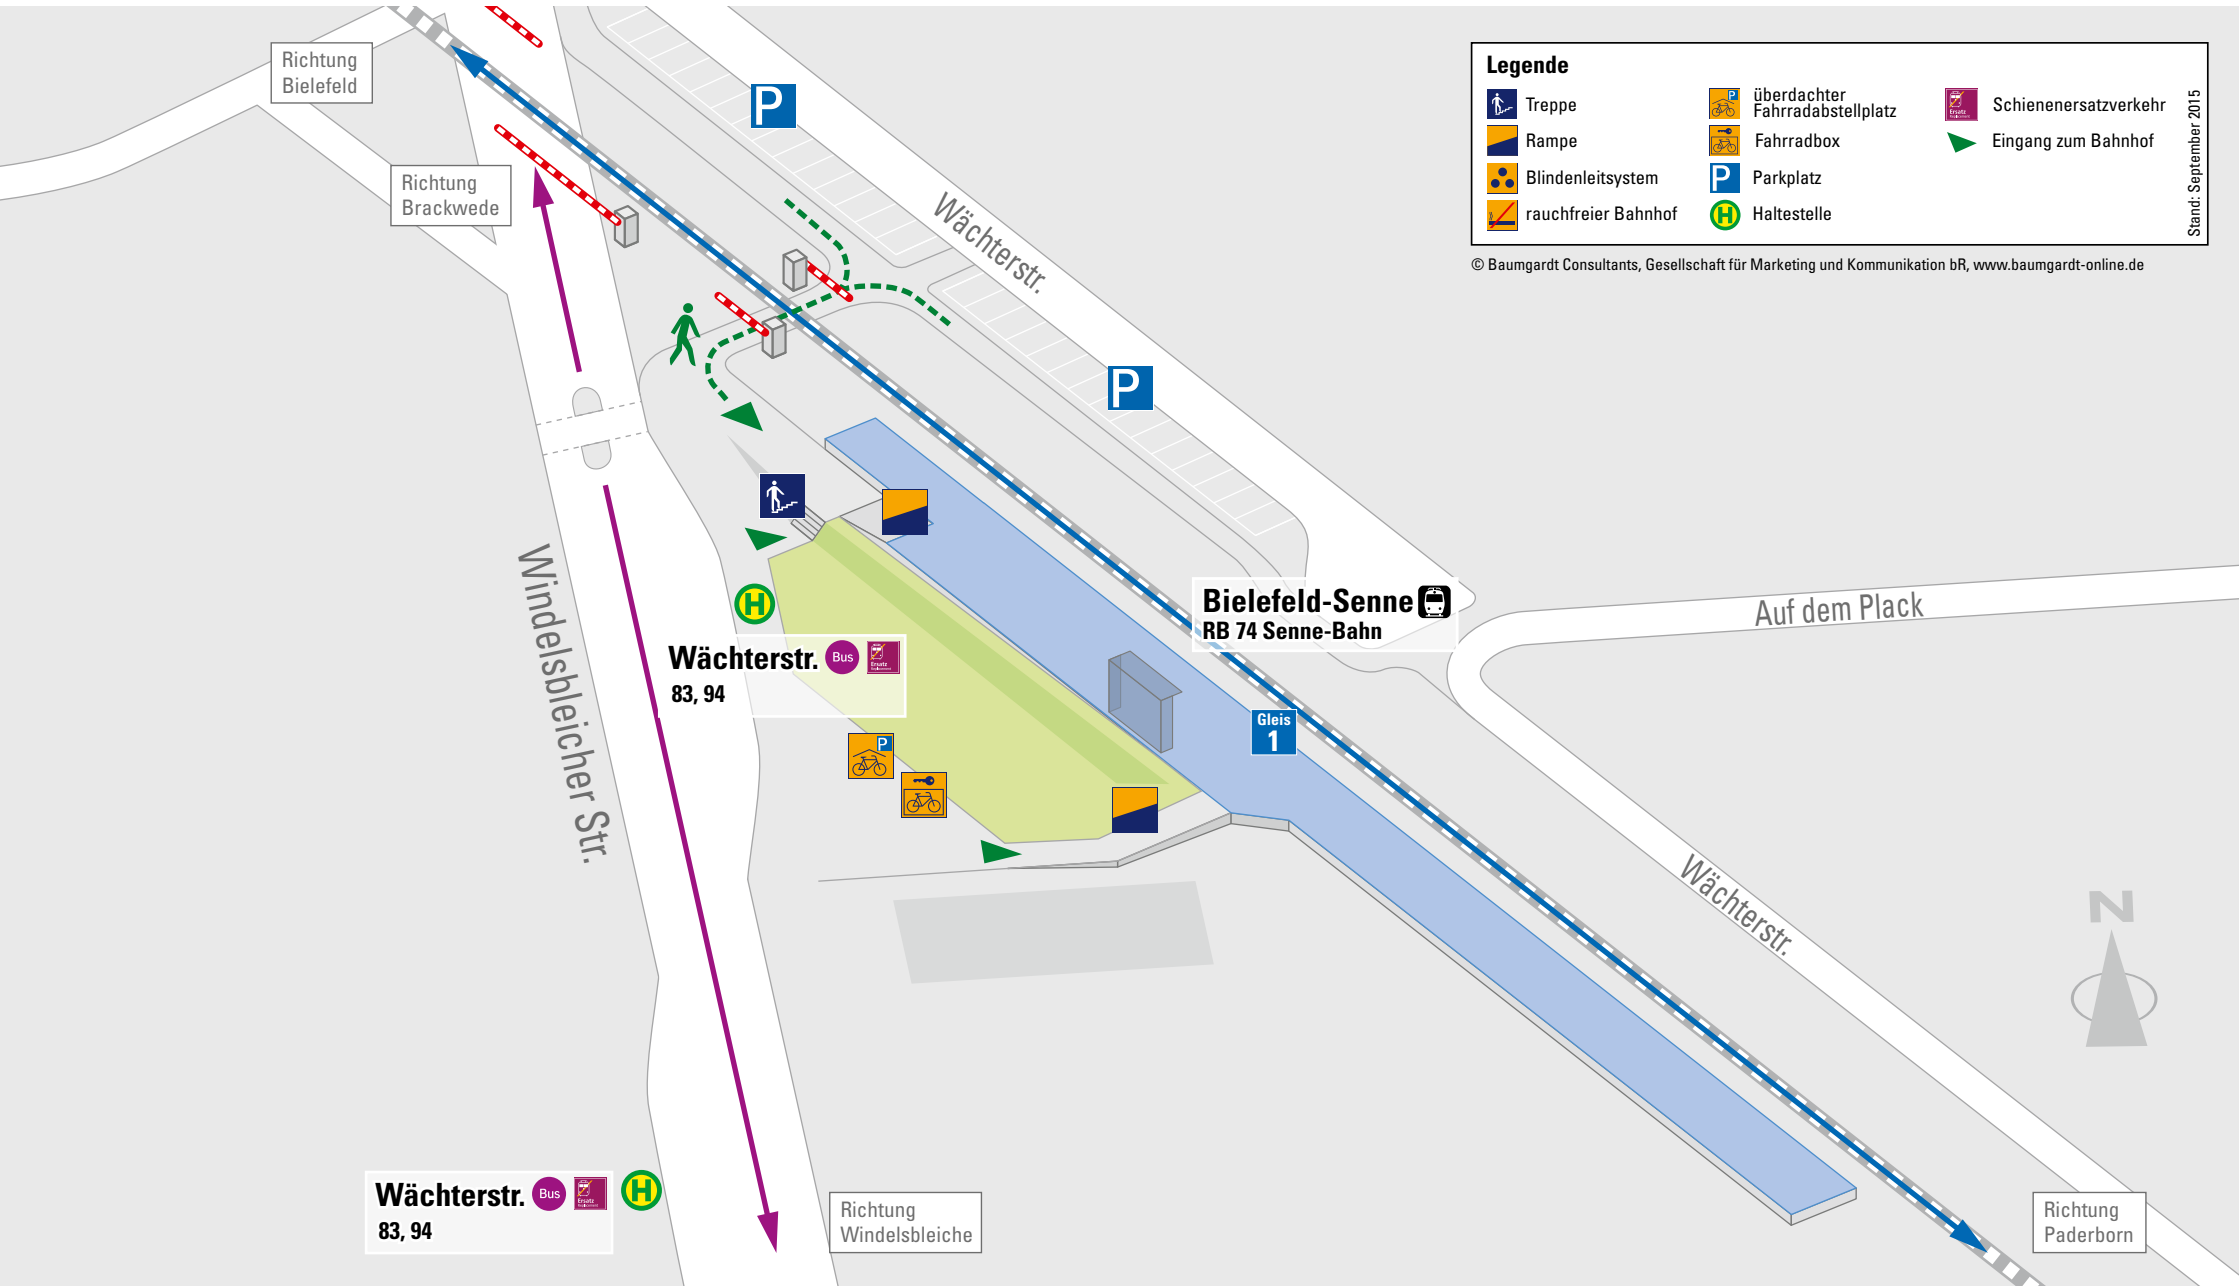 Richtung
Bielefeld
Richtung
Brackwede
P
P
Wächterstr.
Legende
Treppe
Rampe
Blindenleitsystem
rauchfreier Bahnhof
P
überdachter
Fahrradabstellplatz
Fahrradbox
P
Parkplatz
H
Haltestelle
Ersatz
Schienenersatzverkehr
Eingang zum Bahnhof
Stand: September 2015
© Baumgardt Consultants, Gesellschaft für Marketing und Kommunikation bR, www.baumgardt-online.de
Windelsbleicher Str.
H
Wächterstr. Bus Ersatz
83, 94
Bielefeld-Senne
RB 74 Senne-Bahn
Auf dem Plack
Gleis
1
P
Wächterstr.
N
Wächterstr. Bus Ersatz H
83, 94
Richtung
Windelsbleiche
Richtung
Paderborn